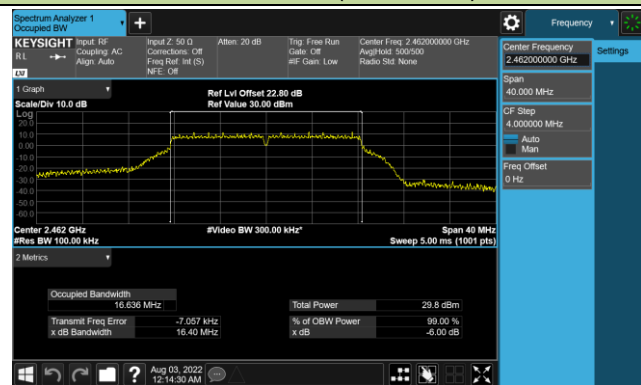 Spectrum Analyzer 1
Occupied BW
Frequency
KEYSIGHT
RL
LXI
Input: RF
Coupling: AC
Align: Auto
Input Z: 50 Ω
Corrections: Off
Freq Ref: Int (S)
NFE: Off
Atten: 20 dB
Trig: Free Run
Gate: Off
#IF Gain: Low
Center Freq: 2.462000000 GHz
Avg|Hold: 500/500
Radio Std: None
Center Frequency
2.462000000 GHz
Settings
Span
40.000 MHz
CF Step
4.000000 MHz
Auto
Man
Freq Offset
0 Hz
1 Graph
Scale/Div 10.0 dB
Ref Lvl Offset 22.80 dB
Ref Value 30.00 dBm
Log
20.0
10.0
0.00
-10.0
-20.0
-30.0
-40.0
-50.0
-60.0
Center 2.462 GHz
#Res BW 100.00 kHz
#Video BW 300.00 kHz*
Span 40 MHz
Sweep 5.00 ms (1001 pts)
2 Metrics
Occupied Bandwidth
16.636 MHz
Total Power 29.8 dBm
Transmit Freq Error -7.057 kHz
x dB Bandwidth 16.40 MHz
% of OBW Power 99.00 %
x dB -6.00 dB
Aug 03, 2022
12:14:30 AM